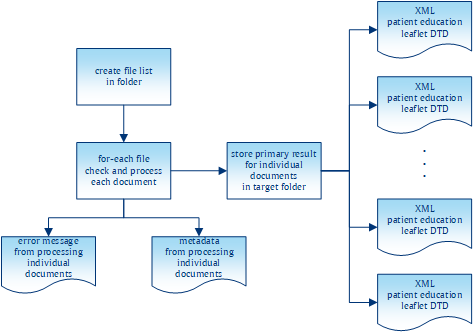 XML
patient education
leaflet DTD
create file list
in folder
XML
patient education
leaflet DTD
for-each file
check and process
each document
store primary result
for individual
documents
in target folder
XML
patient education
leaflet DTD
error message
from processing
individual
documents
metadata
from processing
individual
documents
XML
patient education
leaflet DTD